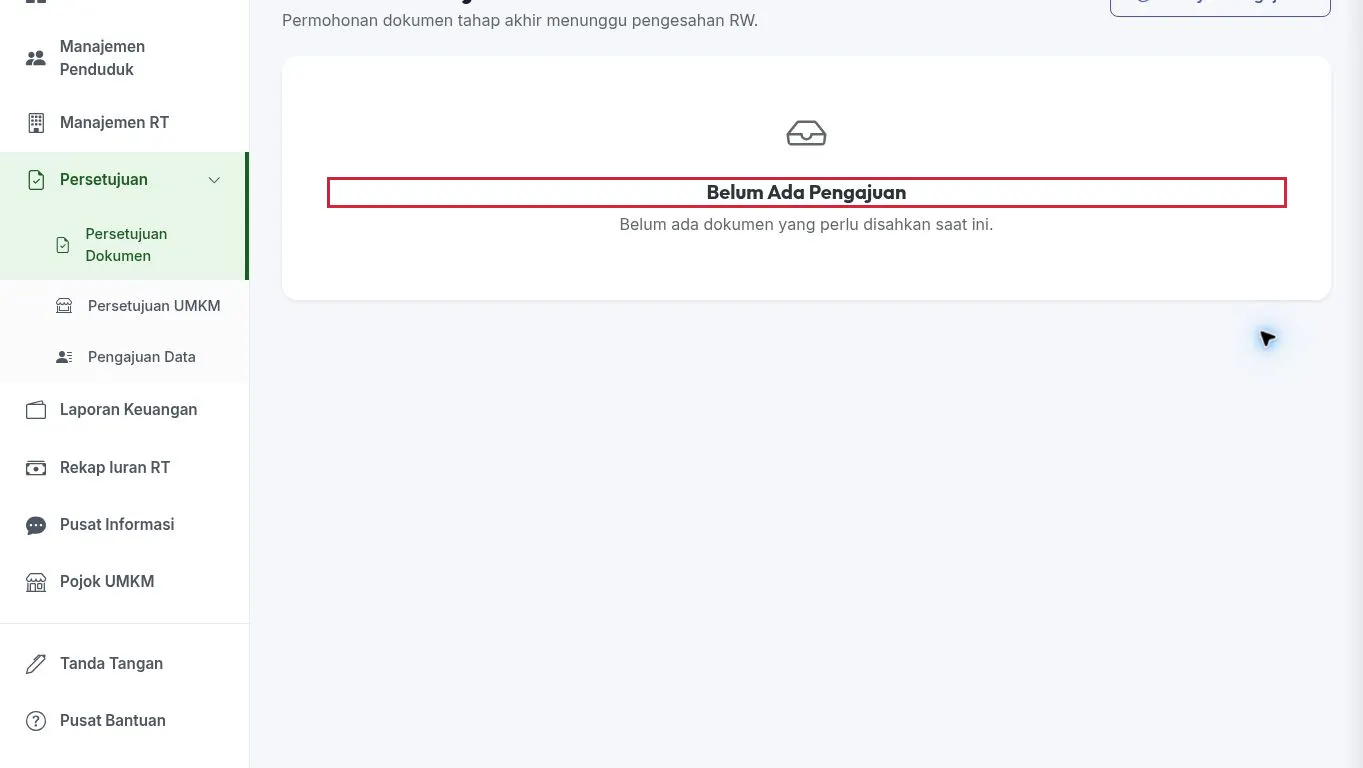 Permohonan dokumen tahap akhir menunggu pengesahan RW.
Manajemen
Penduduk
Manajemen RT
Persetujuan
Persetujuan
Dokumen
Persetujuan UMKM
Pengajuan Data
Laporan Keuangan
Rekap Iuran RT
Pusat Informasi
Pojok UMKM
Tanda Tangan
Pusat Bantuan
Belum Ada Pengajuan
Belum ada dokumen yang perlu disahkan saat ini.